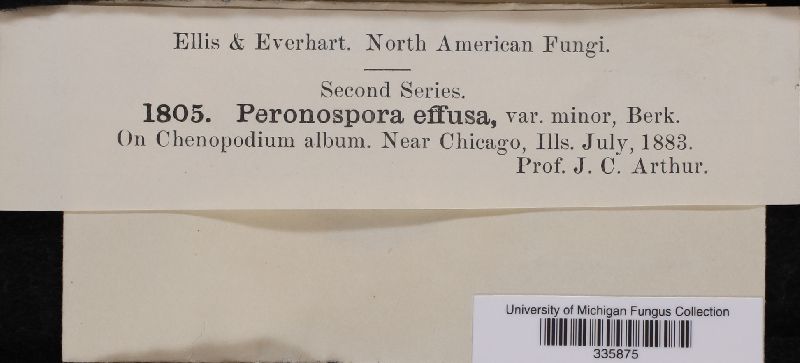 Ellis & Everhart. North American Fungi.
Second Series.
1805. Peronospora effusa, var. minor, Berk.
On Chenopodium album. Near Chicago, Ills. July, 1883.
Prof. J. C. Arthur.
University of Michigan Fungus Collection
335875